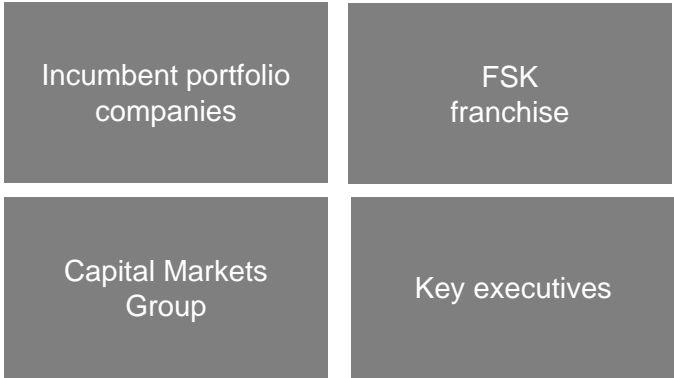 Incumbent portfolio
companies
FSK
franchise
Capital Markets
Group
Key executives